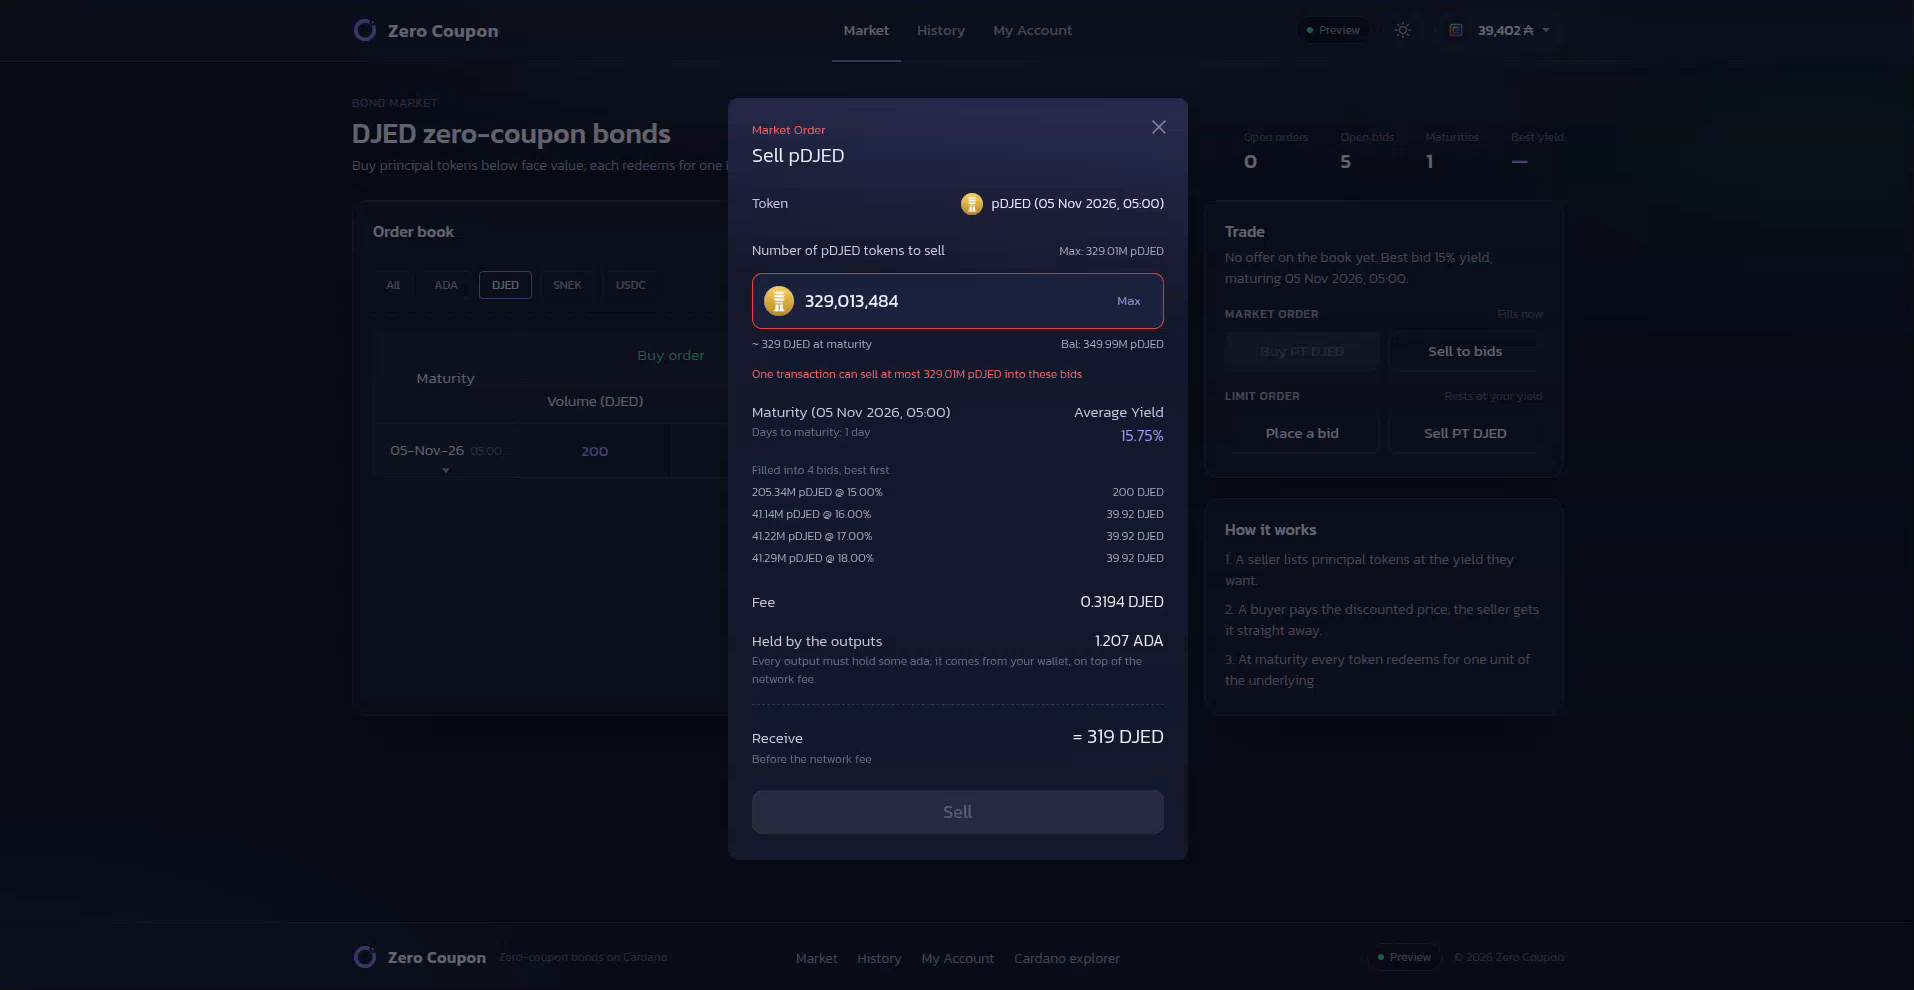 Zero Coupon
Market
History
My Account
Preview
39,402 ₳
BOND MARKET
DJED zero-coupon bonds
Buy principal tokens below face value; each redeems for one
Open orders
0
Open bids
5
Maturities
1
Best yield
—
Order book
All
ADA
DJED
SNEK
USDC
Maturity
Buy order
Volume (DJED)
05-Nov-26 05:00
200
Market Order
Sell pDJED
Token
pDJED (05 Nov 2026, 05:00)
Number of pDJED tokens to sell
Max: 329.01M pDJED
329,013,484
Max
~ 329 DJED at maturity
Bal: 349.99M pDJED
One transaction can sell at most 329.01M pDJED into these bids
Maturity (05 Nov 2026, 05:00)
Average Yield
Days to maturity: 1 day
15.75%
Filled into 4 bids, best first
205.34M pDJED @ 15.00%
200 DJED
41.14M pDJED @ 16.00%
39.92 DJED
41.22M pDJED @ 17.00%
39.92 DJED
41.29M pDJED @ 18.00%
39.92 DJED
Fee
0.3194 DJED
Held by the outputs
1.207 ADA
Every output must hold some ada; it comes from your wallet, on top of the
network fee.
Receive
= 319 DJED
Before the network fee
Sell
Trade
No offer on the book yet. Best bid 15% yield,
maturing 05 Nov 2026, 05:00.
MARKET ORDER
Fills now
Buy PT DJED
Sell to bids
LIMIT ORDER
Rests at your yield
Place a bid
Sell PT DJED
How it works
1. A seller lists principal tokens at the yield they
want.
2. A buyer pays the discounted price; the seller gets
it straight away.
3. At maturity every token redeems for one unit of
the underlying.
Zero Coupon
Zero-coupon bonds on Cardano
Market
History
My Account
Cardano explorer
Preview
© 2026 Zero Coupon